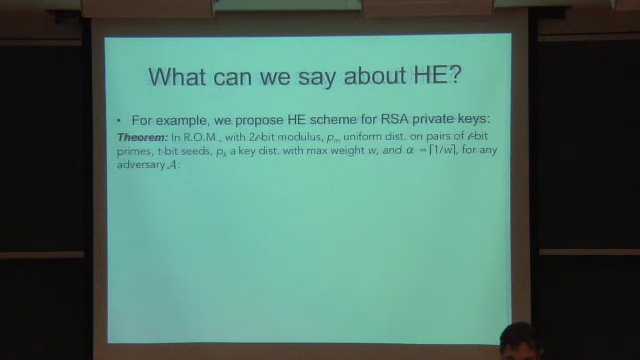 What can we say about HE?
• For example, we propose HE scheme for RSA private keys:
Theorem: In R.O.M., with 2ℓ-bit modulus, pₘ uniform dist. on pairs of ℓ-bit
primes, t-bit seeds, pₖ a key dist. with max weight w, and α = ⌈1/w⌉, for any
adversary A: